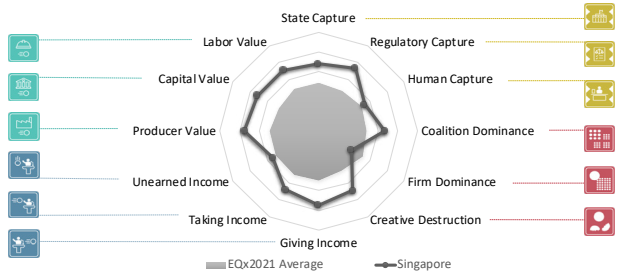 State Capture
Labor Value
Regulatory Capture
Capital Value
Human Capture
Producer Value
Coalition Dominance
Unearned Income
Firm Dominance
Taking Income
Creative Destruction
Giving Income
EQx2021 Average
Singapore